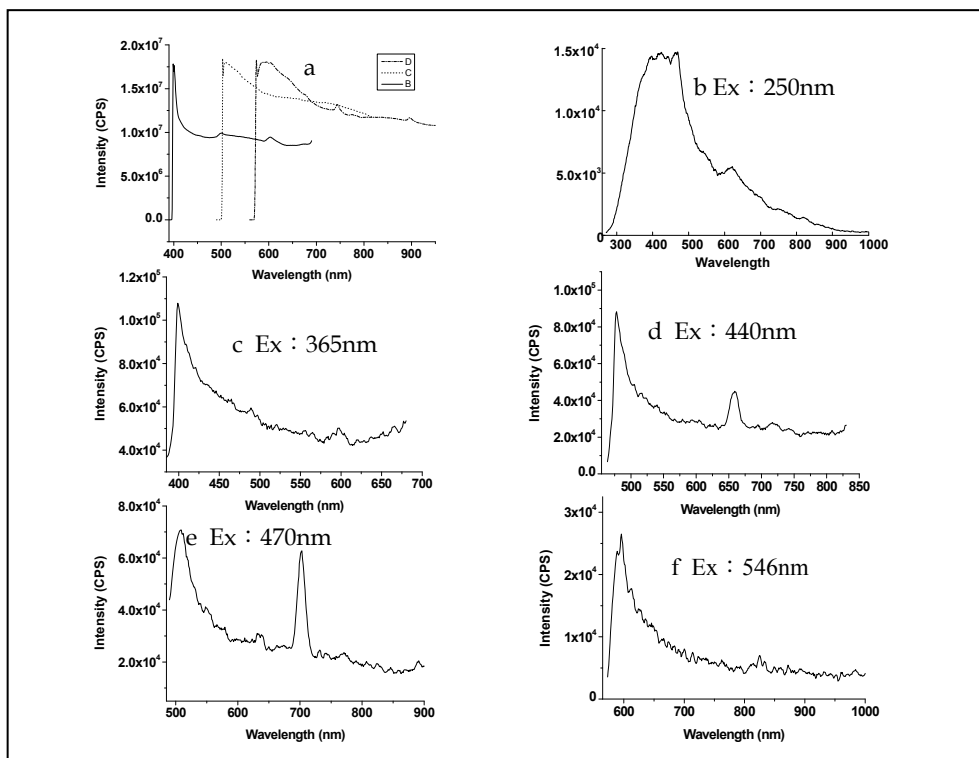 a
D
C
B
2.0x10⁷
1.5x10⁷
1.0x10⁷
5.0x10⁶
0.0
Intensity (CPS)
400 500 600 700 800 900
Wavelength (nm)
b Ex：250nm
1.5x10⁴
1.0x10⁴
5.0x10³
0
Intensity (CPS)
300 400 500 600 700 800 900 1000
Wavelength
c Ex：365nm
1.2x10⁵
1.0x10⁵
8.0x10⁴
6.0x10⁴
4.0x10⁴
Intensity (CPS)
400 450 500 550 600 650 700
Wavelength (nm)
d Ex：440nm
1.0x10⁵
8.0x10⁴
6.0x10⁴
4.0x10⁴
2.0x10⁴
0.0
Intensity (CPS)
500 550 600 650 700 750 800 850
Wavelength (nm)
e Ex：470nm
8.0x10⁴
6.0x10⁴
4.0x10⁴
2.0x10⁴
Intensity (CPS)
500 600 700 800 900
Wavelength (nm)
f Ex：546nm
3x10⁴
2x10⁴
1x10⁴
0
Intensity (CPS)
600 700 800 900 1000
Wavelength (nm)